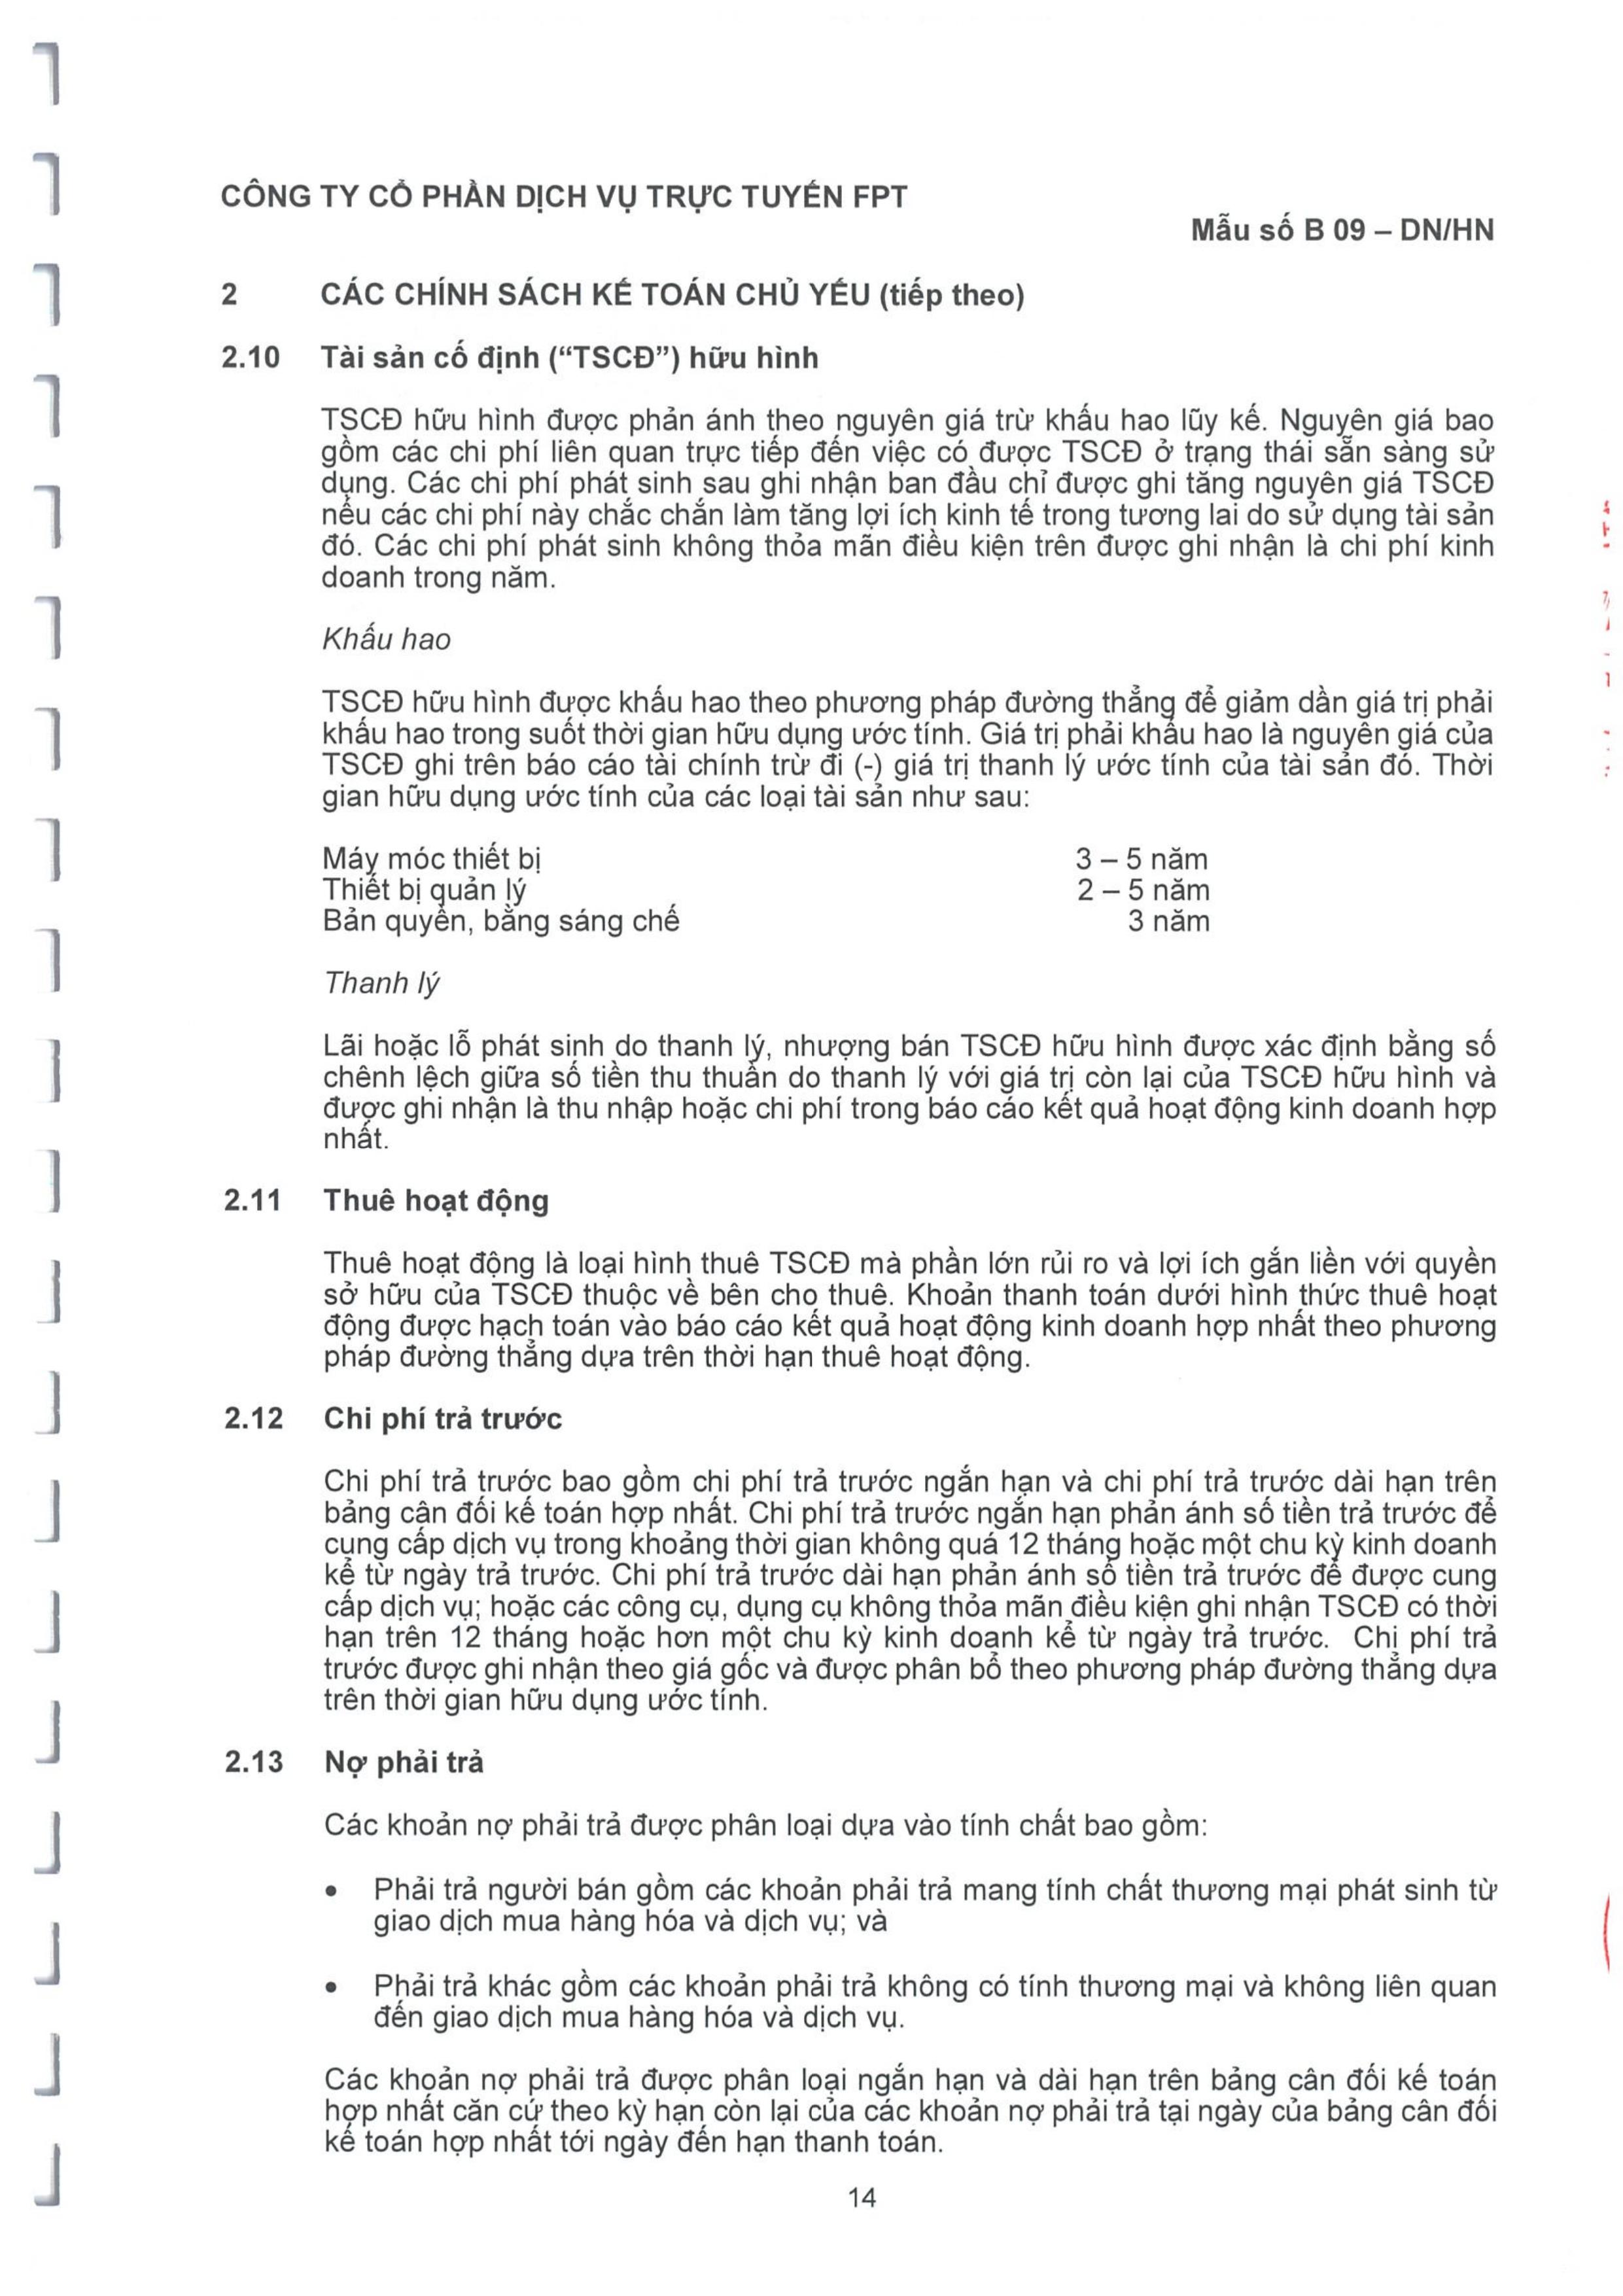 CÔNG TY CỔ PHẦN DỊCH VỤ TRỰC TUYẾN FPT
Mẫu số B 09 – DN/HN
2 CÁC CHÍNH SÁCH KẾ TOÁN CHỦ YẾU (tiếp theo)
2.10 Tài sản cố định (“TSCĐ”) hữu hình
TSCĐ hữu hình được phản ánh theo nguyên giá trừ khấu hao lũy kế. Nguyên giá bao
gồm các chi phí liên quan trực tiếp đến việc có được TSCĐ ở trạng thái sẵn sàng sử
dụng. Các chi phí phát sinh sau ghi nhận ban đầu chỉ được ghi tăng nguyên giá TSCĐ
nếu các chi phí này chắc chắn làm tăng lợi ích kinh tế trong tương lai do sử dụng tài sản
đó. Các chi phí phát sinh không thỏa mãn điều kiện trên được ghi nhận là chi phí kinh
doanh trong năm.
Khấu hao
TSCĐ hữu hình được khấu hao theo phương pháp đường thẳng để giảm dần giá trị phải
khấu hao trong suốt thời gian hữu dụng ước tính. Giá trị phải khấu hao là nguyên giá của
TSCĐ ghi trên báo cáo tài chính trừ đi (-) giá trị thanh lý ước tính của tài sản đó. Thời
gian hữu dụng ước tính của các loại tài sản như sau:
Máy móc thiết bị 3 – 5 năm
Thiết bị quản lý 2 – 5 năm
Bản quyền, bằng sáng chế 3 năm
Thanh lý
Lãi hoặc lỗ phát sinh do thanh lý, nhượng bán TSCĐ hữu hình được xác định bằng số
chênh lệch giữa số tiền thu thuần do thanh lý với giá trị còn lại của TSCĐ hữu hình và
được ghi nhận là thu nhập hoặc chi phí trong báo cáo kết quả hoạt động kinh doanh hợp
nhất.
2.11 Thuê hoạt động
Thuê hoạt động là loại hình thuê TSCĐ mà phần lớn rủi ro và lợi ích gắn liền với quyền
sở hữu của TSCĐ thuộc về bên cho thuê. Khoản thanh toán dưới hình thức thuê hoạt
động được hạch toán vào báo cáo kết quả hoạt động kinh doanh hợp nhất theo phương
pháp đường thẳng dựa trên thời hạn thuê hoạt động.
2.12 Chi phí trả trước
Chi phí trả trước bao gồm chi phí trả trước ngắn hạn và chi phí trả trước dài hạn trên
bảng cân đối kế toán hợp nhất. Chi phí trả trước ngắn hạn phản ánh số tiền trả trước để
cung cấp dịch vụ trong khoảng thời gian không quá 12 tháng hoặc một chu kỳ kinh doanh
kể từ ngày trả trước. Chi phí trả trước dài hạn phản ánh số tiền trả trước để được cung
cấp dịch vụ; hoặc các công cụ, dụng cụ không thỏa mãn điều kiện ghi nhận TSCĐ có thời
hạn trên 12 tháng hoặc hơn một chu kỳ kinh doanh kể từ ngày trả trước. Chi phí trả
trước được ghi nhận theo giá gốc và được phân bổ theo phương pháp đường thẳng dựa
trên thời gian hữu dụng ước tính.
2.13 Nợ phải trả
Các khoản nợ phải trả được phân loại dựa vào tính chất bao gồm:
• Phải trả người bán gồm các khoản phải trả mang tính chất thương mại phát sinh từ
giao dịch mua hàng hóa và dịch vụ; và
• Phải trả khác gồm các khoản phải trả không có tính thương mại và không liên quan
đến giao dịch mua hàng hóa và dịch vụ.
Các khoản nợ phải trả được phân loại ngắn hạn và dài hạn trên bảng cân đối kế toán
hợp nhất căn cứ theo kỳ hạn còn lại của các khoản nợ phải trả tại ngày của bảng cân đối
kế toán hợp nhất tới ngày đến hạn thanh toán.
14